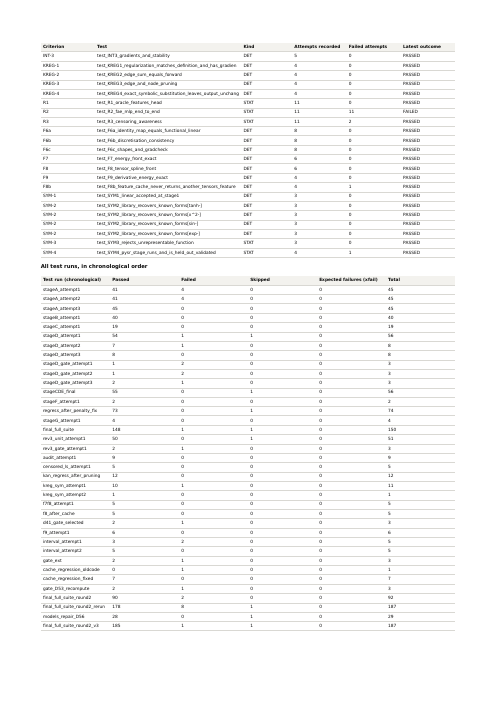 Criterion Test Kind Attempts recorded Failed attempts Latest outcome
INT-3 test_INT3_gradients_and_stability DET 5 0 PASSED
KREG-1 test_KREG1_regularization_matches_definition_and_has_gradien DET 4 0 PASSED
KREG-2 test_KREG2_edge_sum_equals_forward DET 4 0 PASSED
KREG-3 test_KREG3_edge_and_node_pruning DET 4 0 PASSED
KREG-4 test_KREG4_exact_symbolic_substitution_leaves_output_unchang DET 4 0 PASSED
R1 test_R1_oracle_features_head STAT 11 0 PASSED
R2 test_R2_fae_mlp_end_to_end STAT 11 11 FAILED
R3 test_R3_censoring_awareness STAT 11 2 PASSED
F6a test_F6a_identity_map_equals_functional_linear DET 8 0 PASSED
F6b test_F6b_discretisation_consistency DET 8 0 PASSED
F6c test_F6c_shapes_and_gradcheck DET 8 0 PASSED
F7 test_F7_energy_front_exact DET 6 0 PASSED
F8 test_F8_tensor_spline_front DET 6 0 PASSED
F9 test_F9_derivative_energy_exact DET 4 0 PASSED
F8b test_F8b_feature_cache_never_returns_another_tensors_feature DET 4 1 PASSED
SYM-1 test_SYM1_linear_accepted_at_stage1 DET 3 0 PASSED
SYM-2 test_SYM2_library_recovers_known_forms[tanh-] DET 4 0 PASSED
SYM-2 test_SYM2_library_recovers_known_forms[x^2-] DET 4 0 PASSED
SYM-2 test_SYM2_library_recovers_known_forms[sin-] DET 4 0 PASSED
SYM-2 test_SYM2_library_recovers_known_forms[exp-] DET 4 0 PASSED
SYM-3 test_SYM3_rejects_unrepresentable_function STAT 3 0 PASSED
SYM-4 test_SYM4_pysr_stage_runs_and_is_held_out_validated STAT 4 1 PASSED
All test runs, in chronological order
Test run (chronological) Passed Failed Skipped Expected failures (xfail) Total
stageA_attempt1 41 4 0 0 45
stageA_attempt2 41 4 0 0 45
stageA_attempt3 45 0 0 0 45
stageB_attempt1 40 0 0 0 40
stageC_attempt1 19 0 0 0 19
stageD_attempt1 54 1 1 0 56
stageD_attempt2 7 1 0 0 8
stageD_attempt3 8 0 0 0 8
stageD_gate_attempt1 1 2 0 0 3
stageD_gate_attempt2 1 2 0 0 3
stageD_gate_attempt3 2 1 0 0 3
stageCDE_final 55 0 1 0 56
stageF_attempt1 2 0 0 0 2
regress_after_penalty_fix 73 0 1 0 74
stageG_attempt1 4 0 0 0 4
final_full_suite 148 1 1 0 150
rev3_unit_attempt1 50 0 1 0 51
rev3_gate_attempt1 2 1 0 0 3
audit_attempt1 9 0 0 0 9
censored_ls_attempt1 5 0 0 0 5
kan_regress_after_pruning 12 0 0 0 12
kreg_sym_attempt1 10 1 0 0 11
kreg_sym_attempt2 1 0 0 0 1
f7f8_attempt1 5 0 0 0 5
f8_after_cache 5 0 0 0 5
d41_gate_selected 2 1 0 0 3
f9_attempt1 6 0 0 0 6
interval_attempt1 3 2 0 0 5
interval_attempt2 5 0 0 0 5
gate_ext 2 1 0 0 3
cache_regression_oldcode 0 1 0 0 1
cache_regression_fixed 7 0 0 0 7
gate_D53_recompute 2 1 0 0 3
final_full_suite_round2 90 2 0 0 92
final_full_suite_round2_rerun 178 8 1 0 187
models_repair_D56 28 0 1 0 29
final_full_suite_round2_v3 185 1 1 0 187